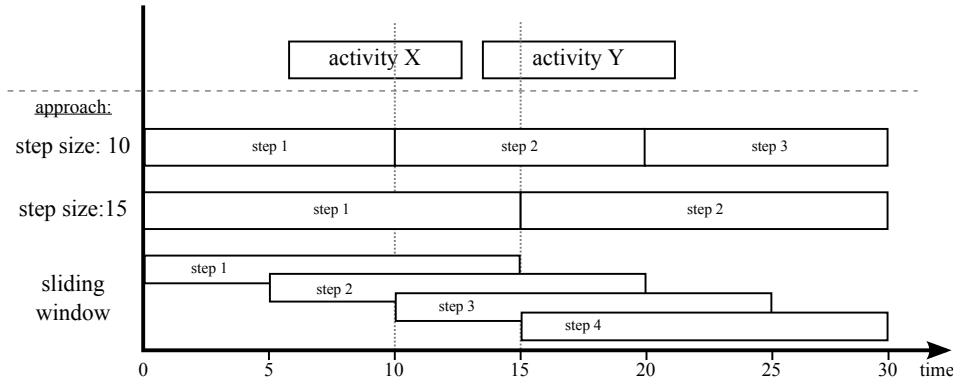 activity X activity Y
approach:
step size: 10 step 1 step 2 step 3
step size:15 step 1 step 2
step 1
sliding
window
step 2
step 3
step 4
0 5 10 15 20 25 30 time